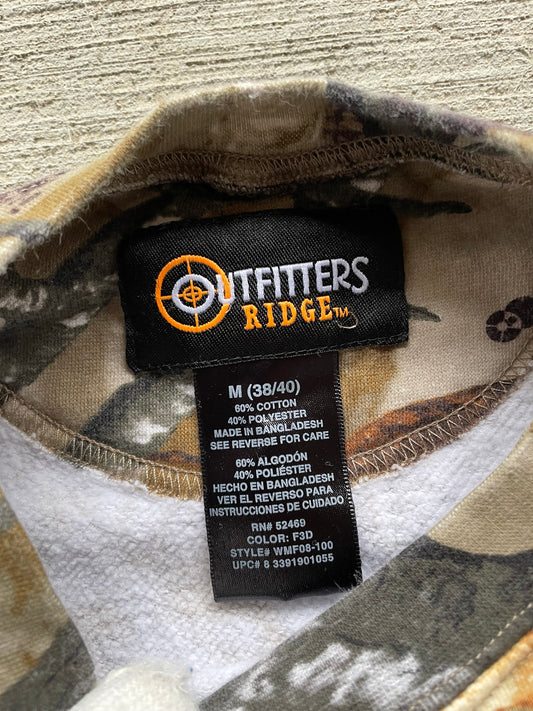 OUTFITTERS
RIDGE™
M (38/40)
60% COTTON
40% POLYESTER
MADE IN BANGLADESH
SEE REVERSE FOR CARE
60% ALGODÓN
40% POLIÉSTER
HECHO EN BANGLADESH
VER EL REVERSO PARA
INSTRUCCIONES DE CUIDADO
RN# 52469
COLOR: F3D
STYLE# WMF08-100
UPC# 8 3391901055